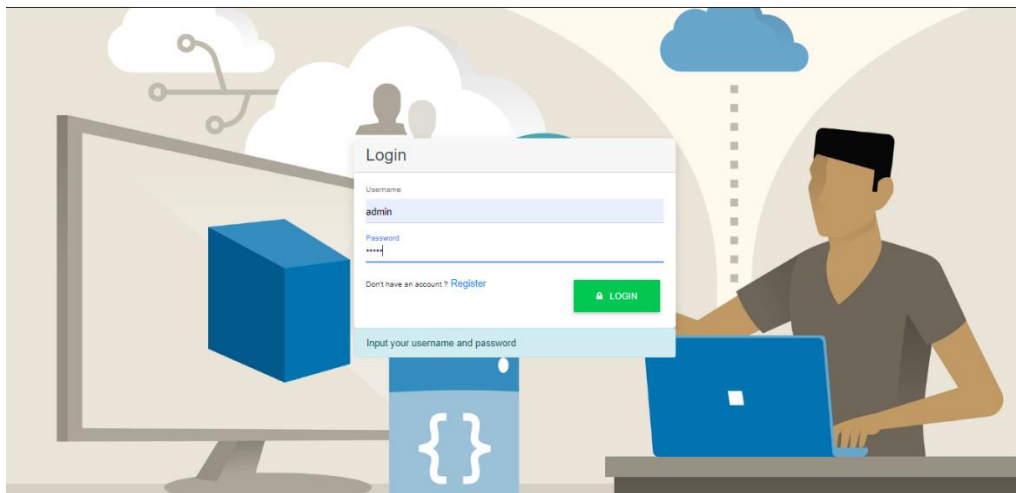 Login
Username
admin
Password
•••••
Don't have an account ? Register
LOGIN
Input your username and password
{ }